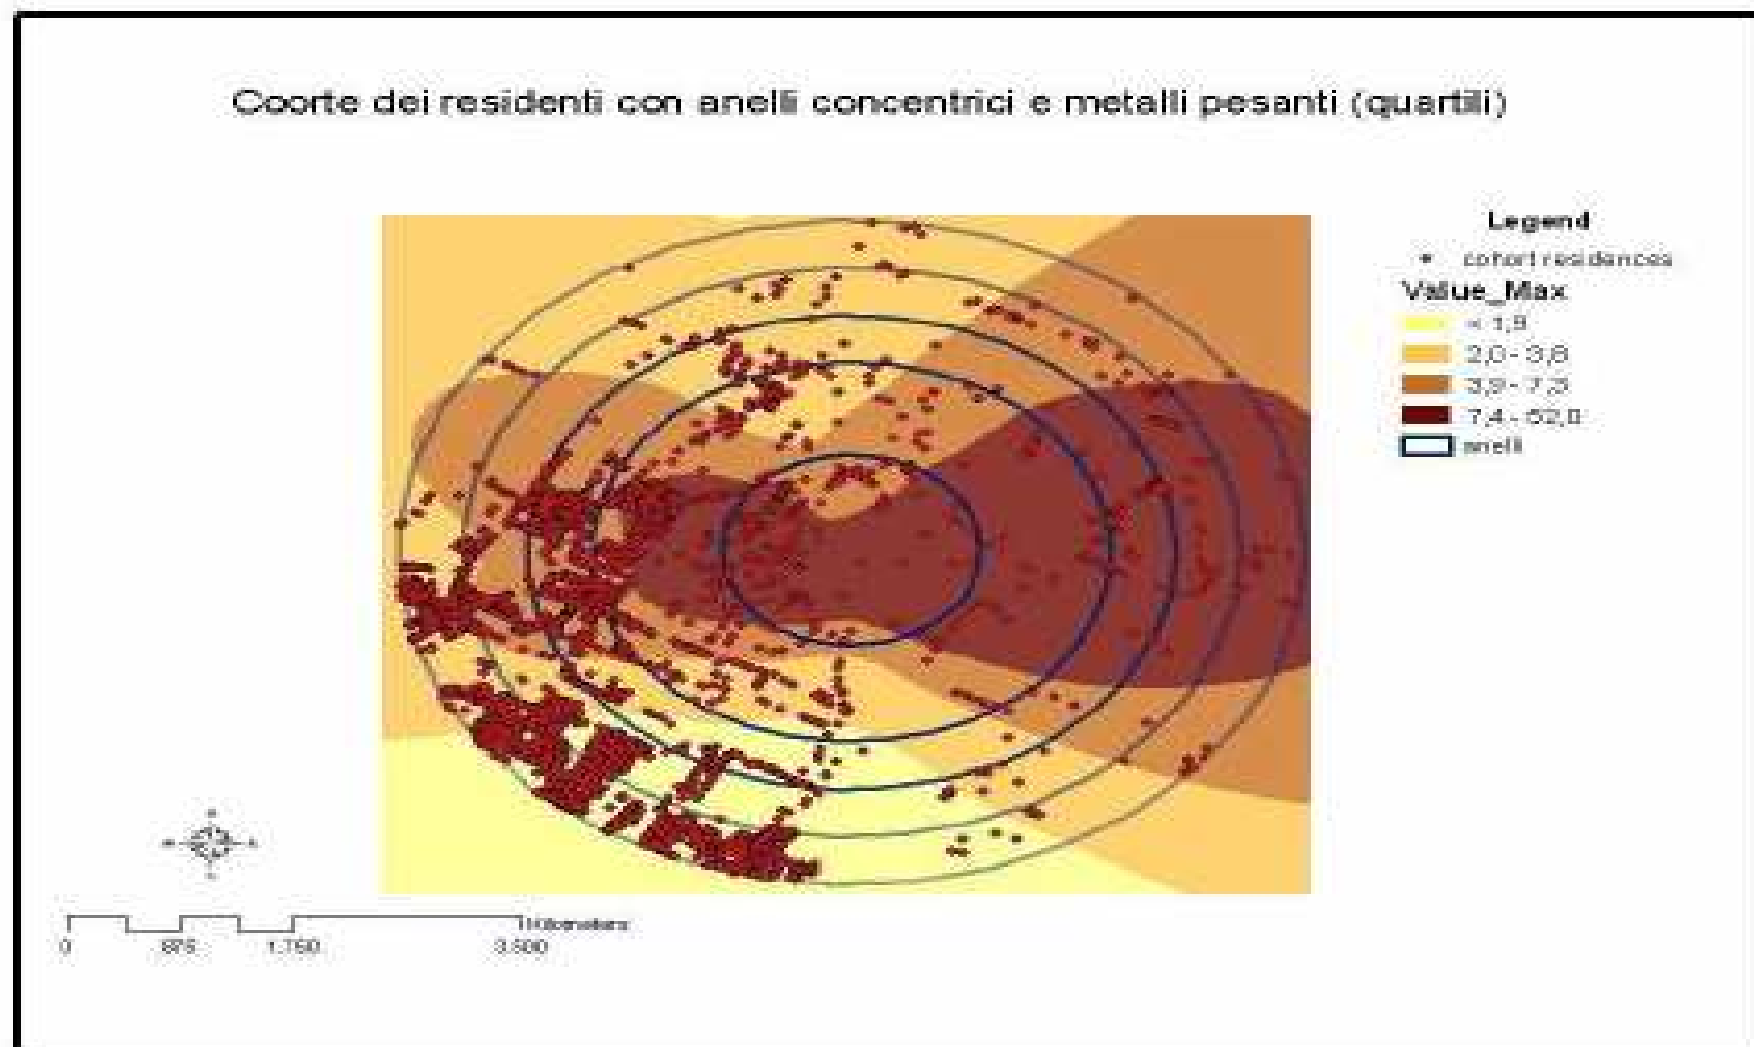 Coorte dei residenti con anelli concentrici e metalli pesanti (quartili)
Legend
cohort residences
Value_Max
< 1,9
2,0 - 3,8
3,9 - 7,3
7,4 - 52,0
anelli
Kilometers
0 875 1.750 3.500